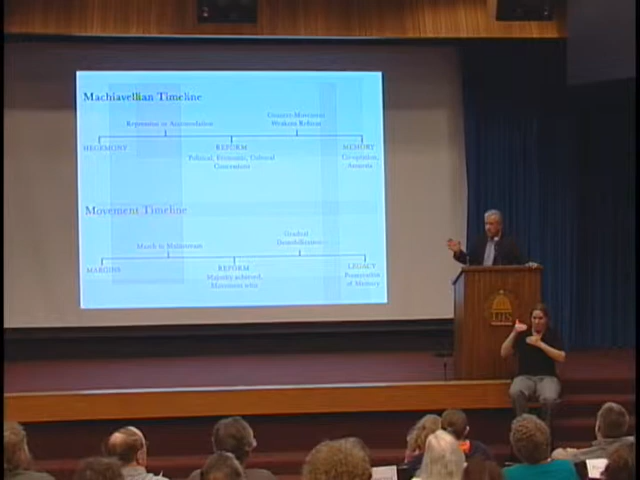 Machiavellian Timeline
Repression or Accomodation
Counter-Movement
Weakens Reform
HEGEMONY
REFORM
Political, Economic, Cultural
Concessions
MEMORY
Co-optation,
Amnesia
Movement Timeline
March to Mainstream
Gradual
Demobilization
MARGINS
REFORM
Majority achieved,
Movement wins
LEGACY
Preservation
of Memory